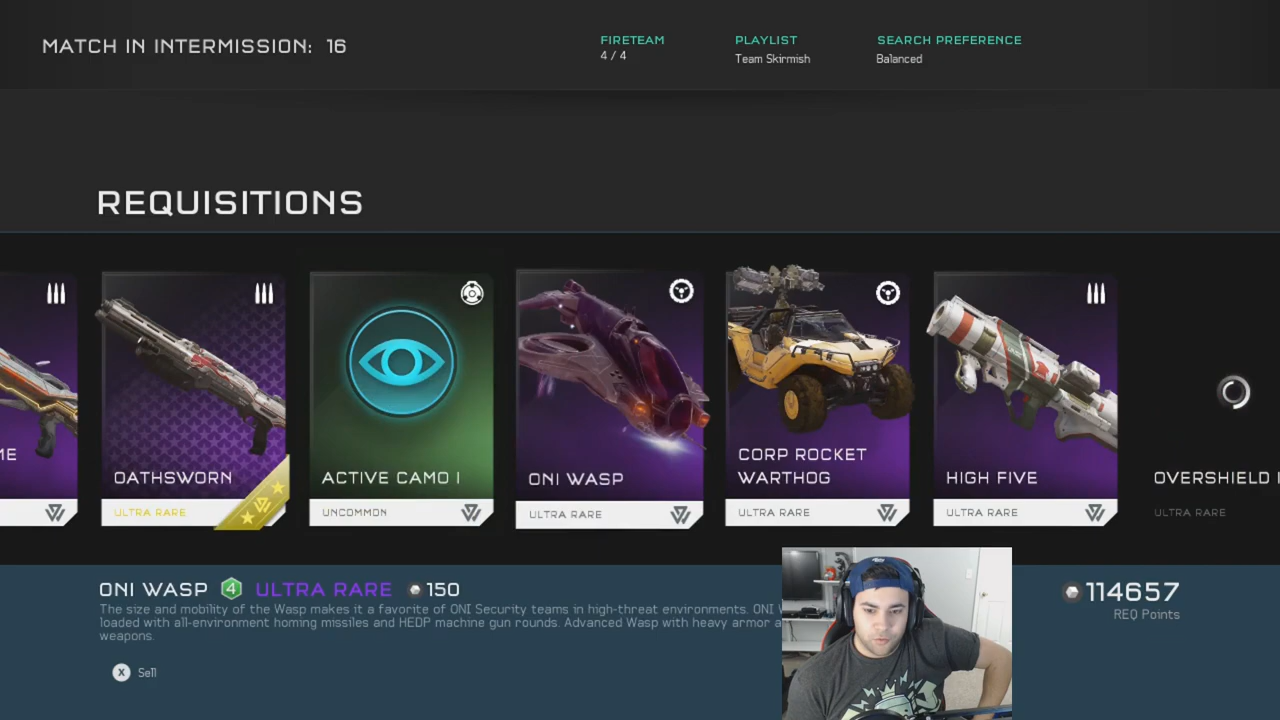 MATCH IN INTERMISSION: 16
FIRETEAM
4 / 4
PLAYLIST
Team Skirmish
SEARCH PREFERENCE
Balanced
REQUISITIONS
ME
OATHSWORN
ULTRA RARE
ACTIVE CAMO I
UNCOMMON
ONI WASP
ULTRA RARE
CORP ROCKET
WARTHOG
ULTRA RARE
HIGH FIVE
ULTRA RARE
OVERSHIELD
ULTRA RARE
ONI WASP 4 ULTRA RARE 150
The size and mobility of the Wasp makes it a favorite of ONI Security teams in high-threat environments. ONI
loaded with all-environment homing missiles and HEDP machine gun rounds. Advanced Wasp with heavy armor a
weapons.
X Sell
114657
REQ Points